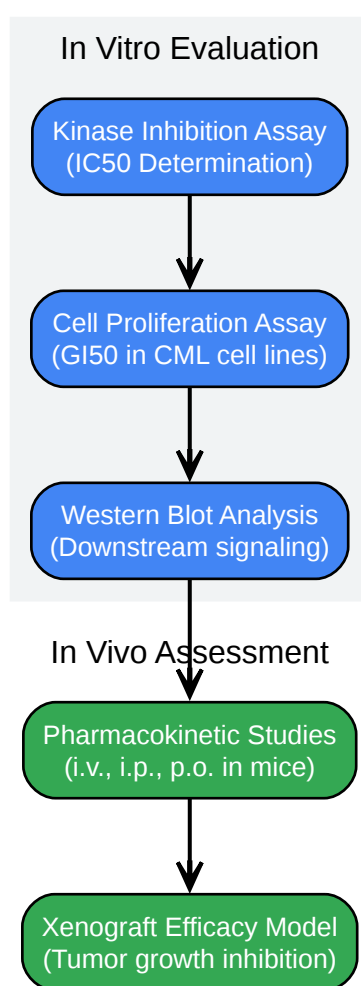 In Vitro Evaluation
Kinase Inhibition Assay
(IC50 Determination)
Cell Proliferation Assay
(GI50 in CML cell lines)
Western Blot Analysis
(Downstream signaling)
In Vivo Assessment
Pharmacokinetic Studies
(i.v., i.p., p.o. in mice)
Xenograft Efficacy Model
(Tumor growth inhibition)